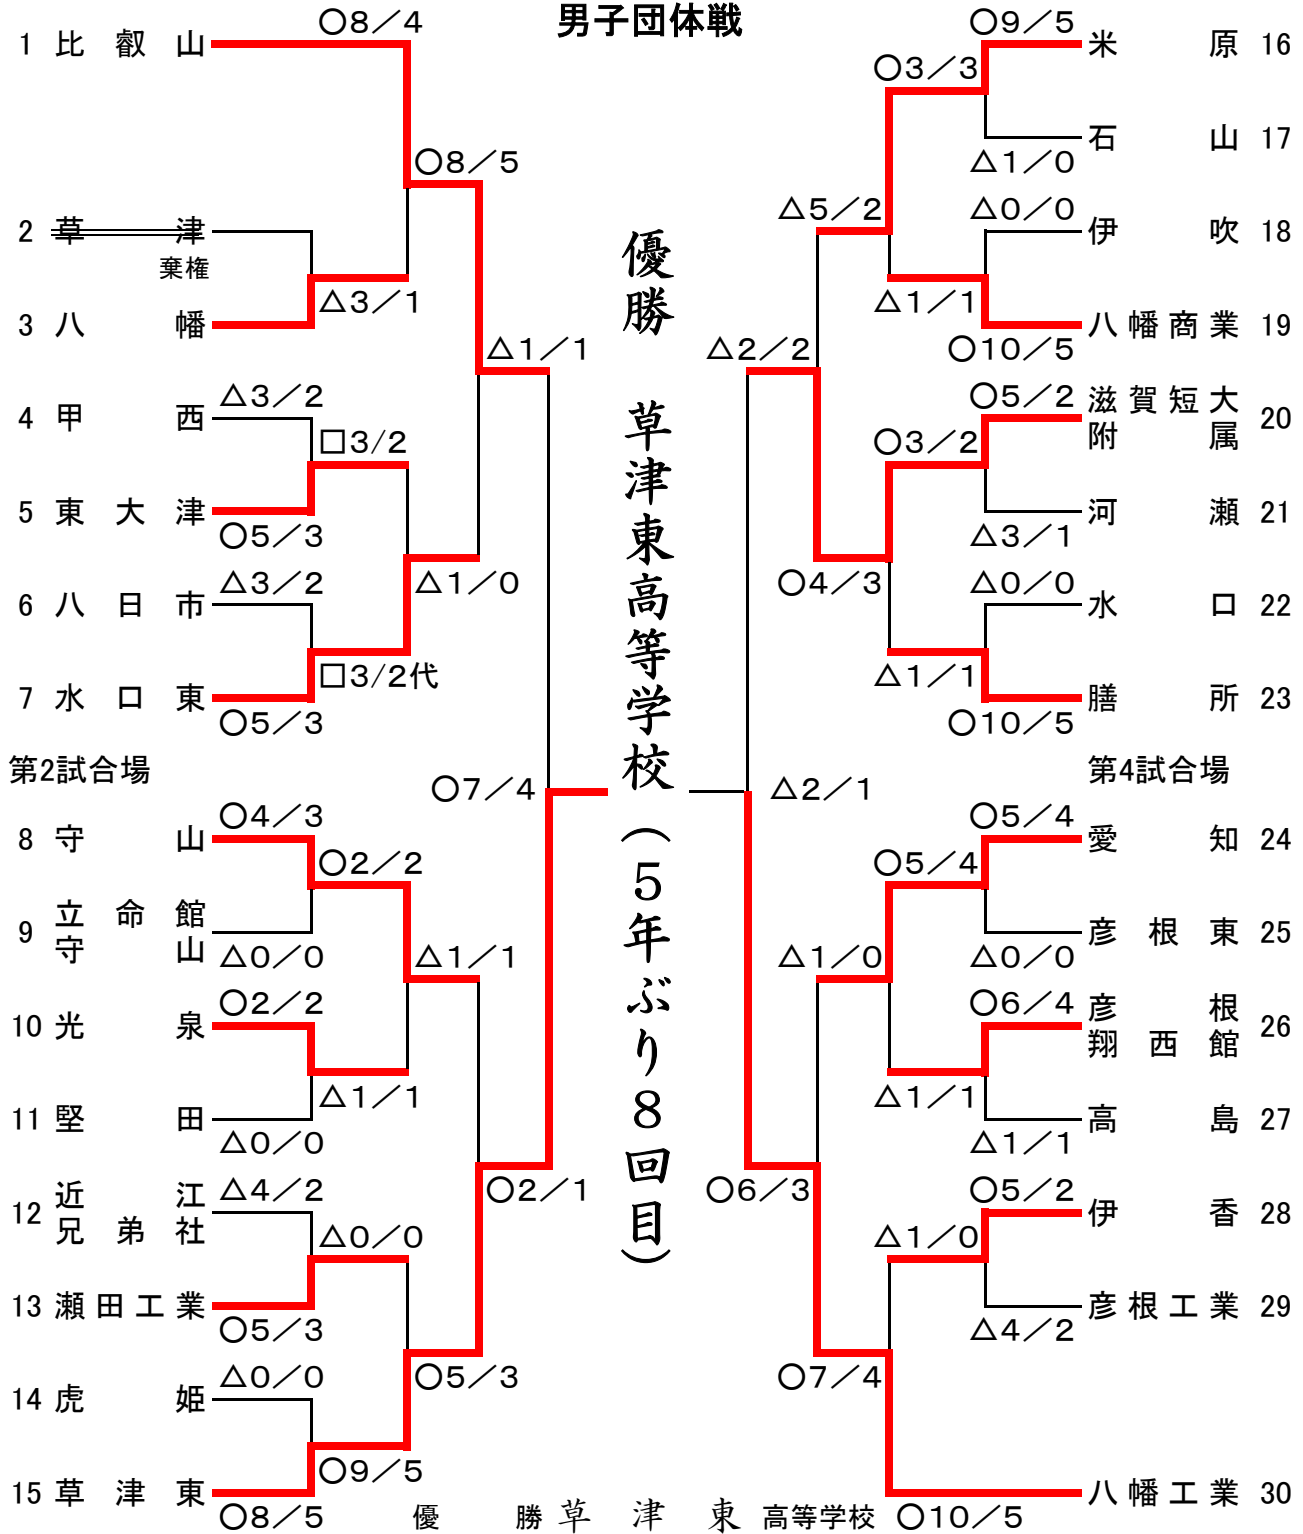 男子団体戦
1 比叡山
○8／4
○8／5
2 草津
棄権
△3／1
3 八幡
△1／1
4 甲西
△3／2
□3/2
5 東大津
○5／3
△1／0
6 八日市
△3／2
□3/2代
7 水口東
○5／3
第2試合場
○7／4
8 守山
○4／3
○2／2
9 立命館
守山
△0／0
△1／1
10 光泉
○2／2
△1／1
11 堅田
△0／0
○2／1
12 近江
兄弟社
△4／2
△0／0
13 瀬田工業
○5／3
○5／3
14 虎姫
△0／0
○9／5
15 草津東
○8／5
優勝 草津東高等学校（5年ぶり8回目）
○9／5
米原 16
○3／3
石山 17
△1／0
△5／2
△0／0
伊吹 18
△1／1
八幡商業 19
○10／5
△2／2
○5／2
滋賀短大
附属 20
○3／2
河瀬 21
△3／1
○4／3
△0／0
水口 22
△1／1
膳所 23
○10／5
第4試合場
△2／1
○5／4
愛知 24
○5／4
彦根東 25
△0／0
△1／0
○6／4
彦根
翔西館 26
△1／1
高島 27
△1／1
○6／3
○5／2
伊香 28
△1／0
彦根工業 29
△4／2
○7／4
八幡工業 30
○10／5
優勝 草津東 高等学校